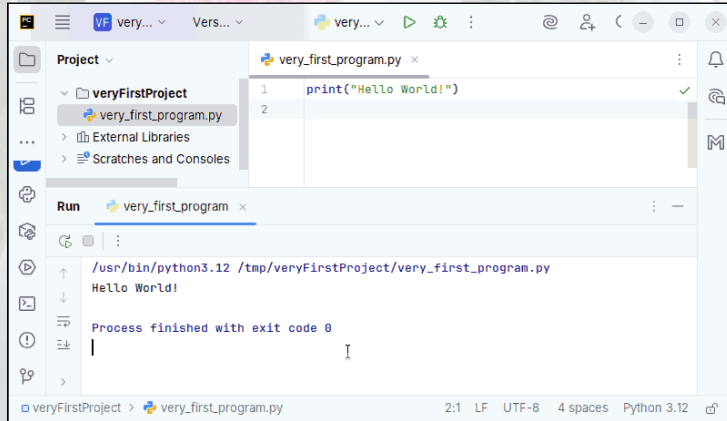 PC
VF very... Vers... very...
Project
very_first_program.py
veryFirstProject
very_first_program.py
External Libraries
Scratches and Consoles
1 print("Hello World!")
2
Run very_first_program
/usr/bin/python3.12 /tmp/veryFirstProject/very_first_program.py
Hello World!
Process finished with exit code 0
veryFirstProject > very_first_program.py 2:1 LF UTF-8 4 spaces Python 3.12